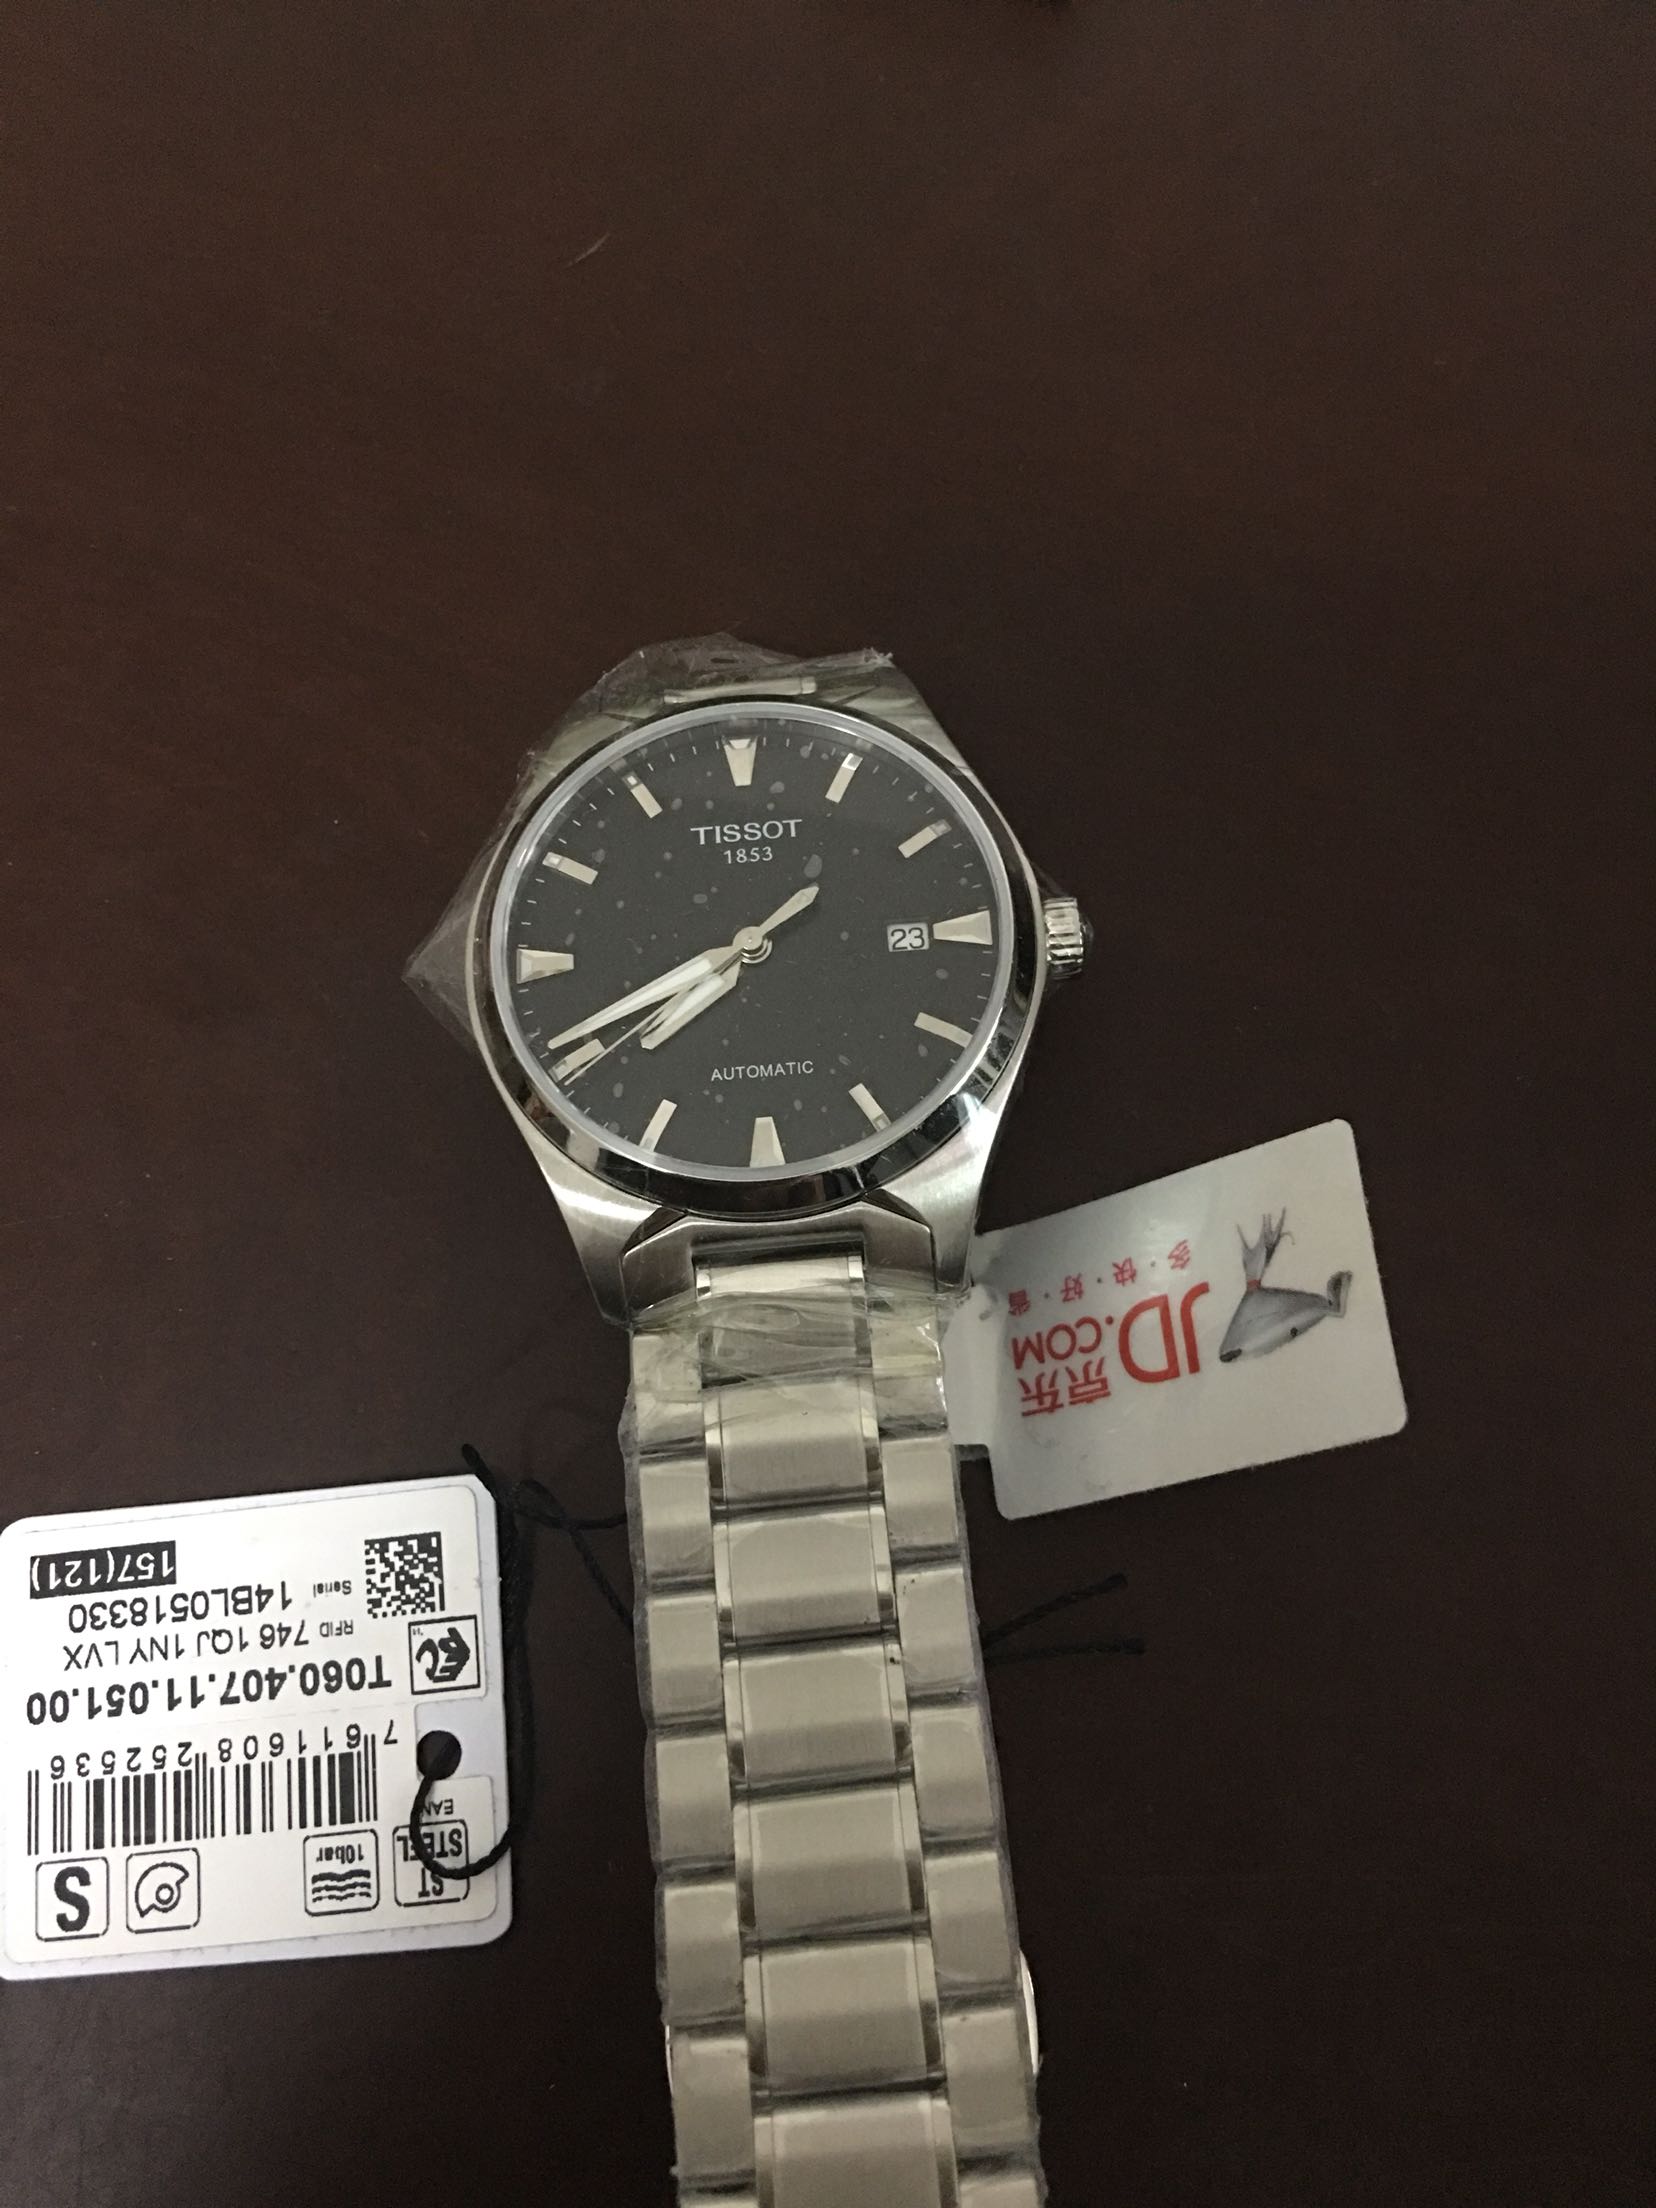 TISSOT
1853
23
AUTOMATIC
JD.COM
京东
多·快·好·省
S
10bar
ST
STEEL
EAN
7 611608 252536
T060.407.11.051.00
RFID 746 1QJ 1NY LVX
Serial 14BL0518330
157(121)